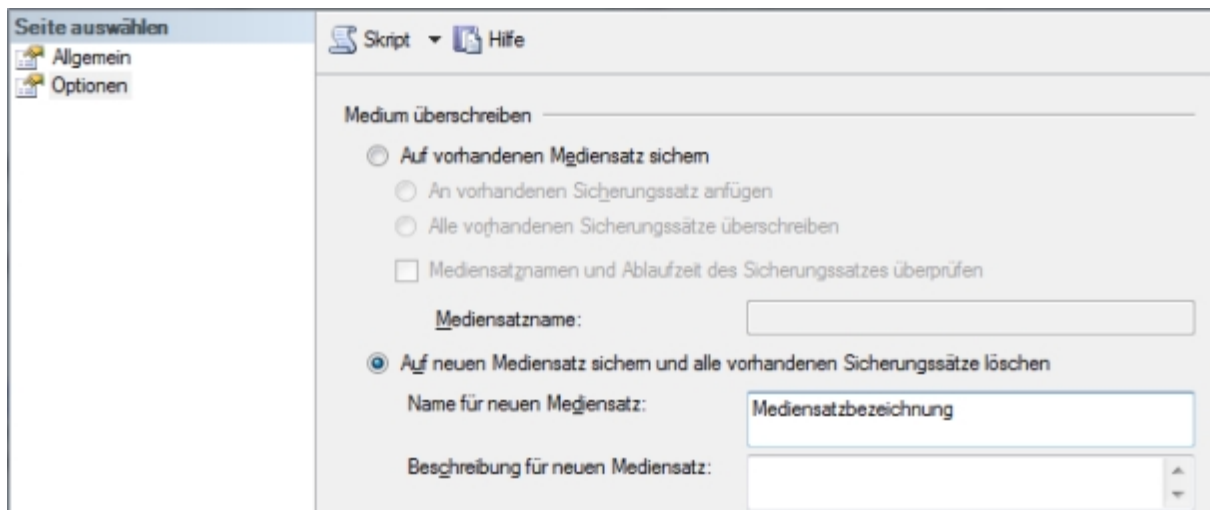 Seite auswählen
Allgemein
Optionen
Skript
Hilfe
Medium überschreiben
Auf vorhandenen Mediensatz sichern
An vorhandenen Sicherungssatz anfügen
Alle vorhandenen Sicherungssätze überschreiben
Mediensatznamen und Ablaufzeit des Sicherungssatzes überprüfen
Mediensatzname:
Auf neuen Mediensatz sichern und alle vorhandenen Sicherungssätze löschen
Name für neuen Mediensatz:
Mediensatzbezeichnung
Beschreibung für neuen Mediensatz: